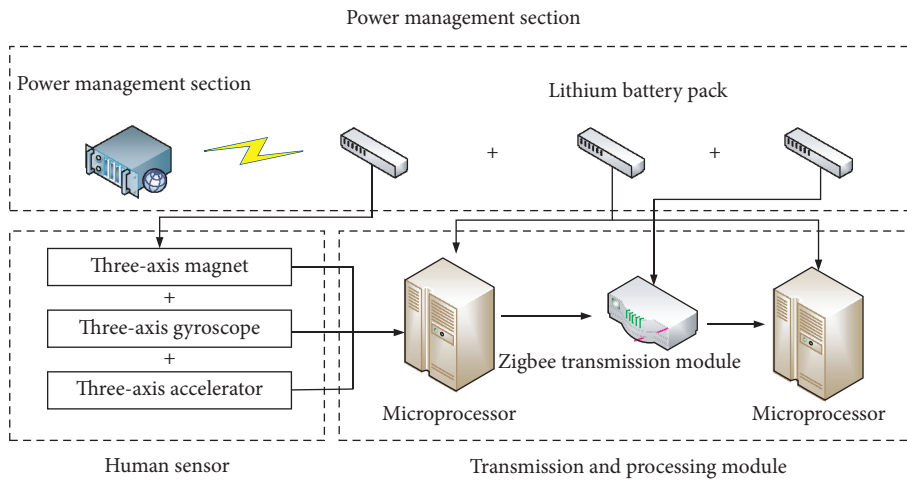 Power management section
Power management section
Lithium battery pack
+
+
Three-axis magnet
+
Three-axis gyroscope
+
Three-axis accelerator
Zigbee transmission module
Microprocessor
Microprocessor
Human sensor
Transmission and processing module